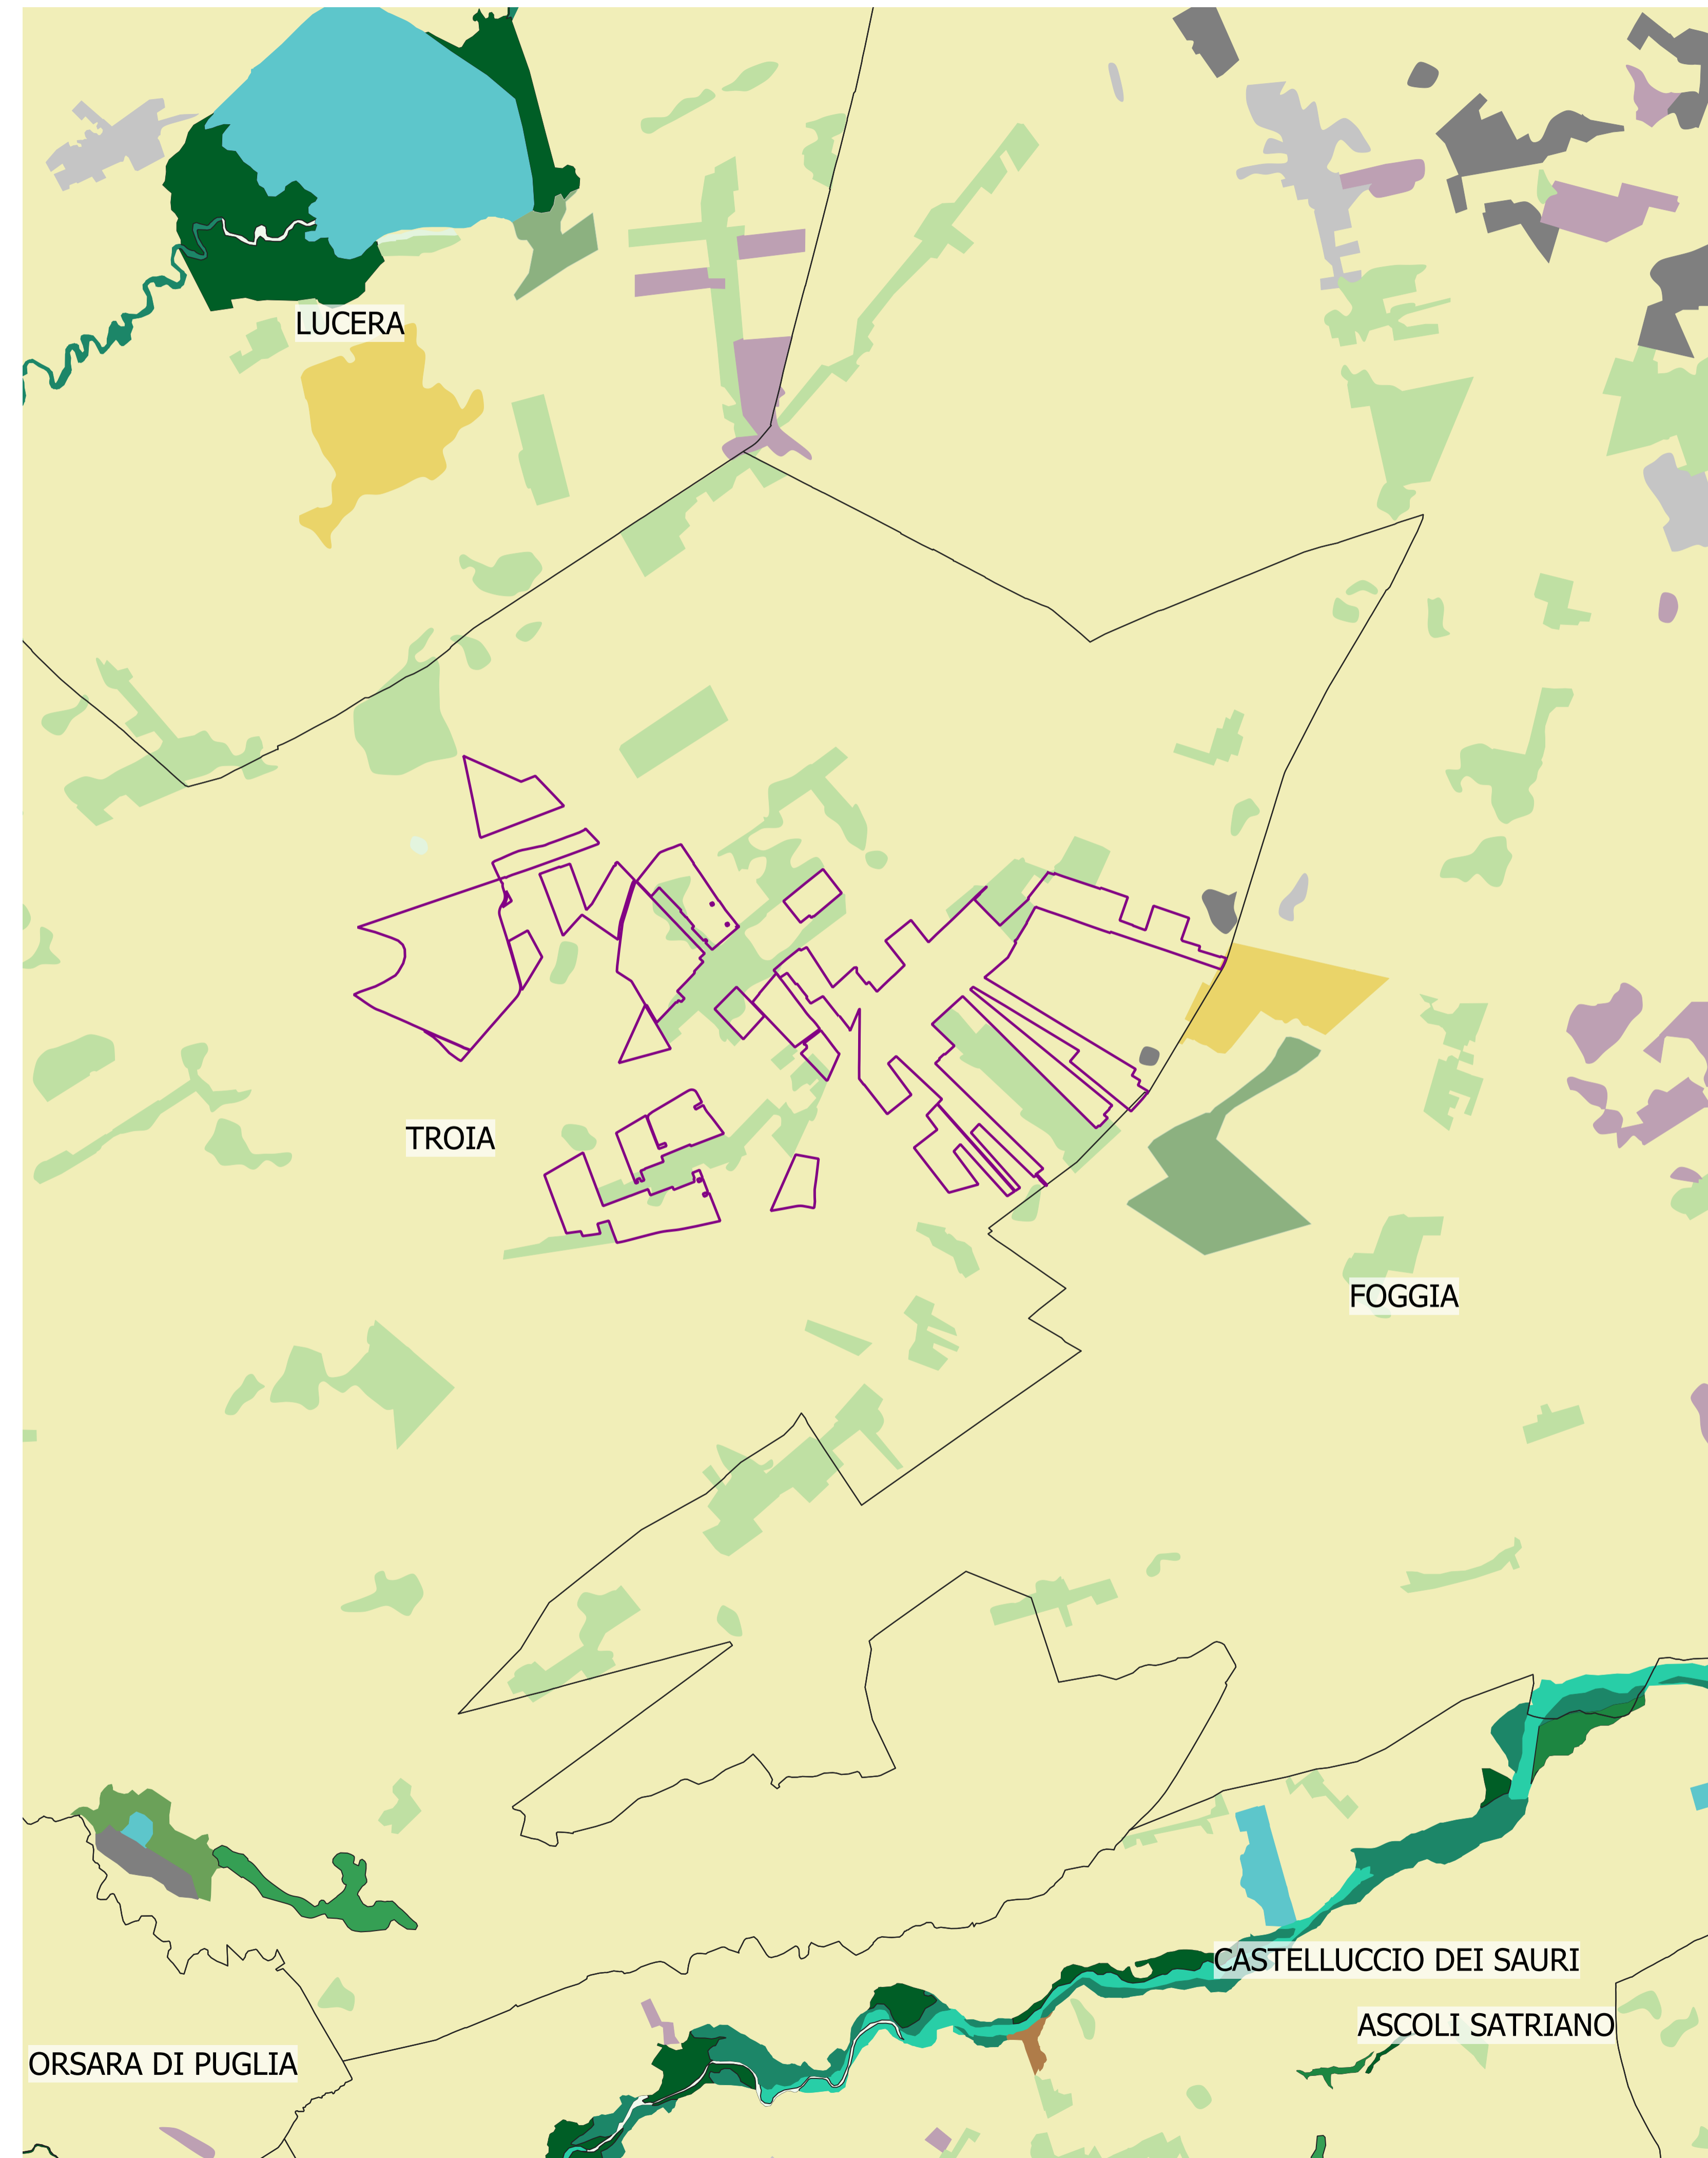 LUCERA
TROIA
FOGGIA
CASTELLUCCIO DEI SAURI
ASCOLI SATRIANO
ORSARA DI PUGLIA